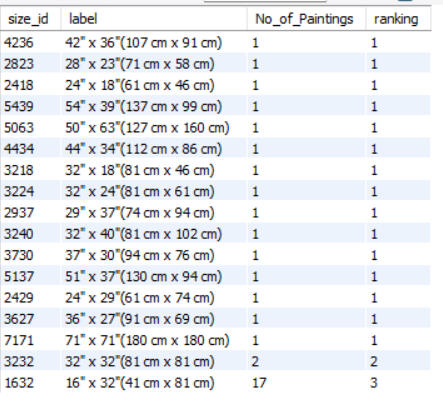 size_id label No_of_Paintings ranking
4236 42" x 36"(107 cm x 91 cm) 1 1
2823 28" x 23"(71 cm x 58 cm) 1 1
2418 24" x 18"(61 cm x 46 cm) 1 1
5439 54" x 39"(137 cm x 99 cm) 1 1
5063 50" x 63"(127 cm x 160 cm) 1 1
4434 44" x 34"(112 cm x 86 cm) 1 1
3218 32" x 18"(81 cm x 46 cm) 1 1
3224 32" x 24"(81 cm x 61 cm) 1 1
2937 29" x 37"(74 cm x 94 cm) 1 1
3240 32" x 40"(81 cm x 102 cm) 1 1
3730 37" x 30"(94 cm x 76 cm) 1 1
5137 51" x 37"(130 cm x 94 cm) 1 1
2429 24" x 29"(61 cm x 74 cm) 1 1
3627 36" x 27"(91 cm x 69 cm) 1 1
7171 71" x 71"(180 cm x 180 cm) 1 1
3232 32" x 32"(81 cm x 81 cm) 2 2
1632 16" x 32"(41 cm x 81 cm) 17 3